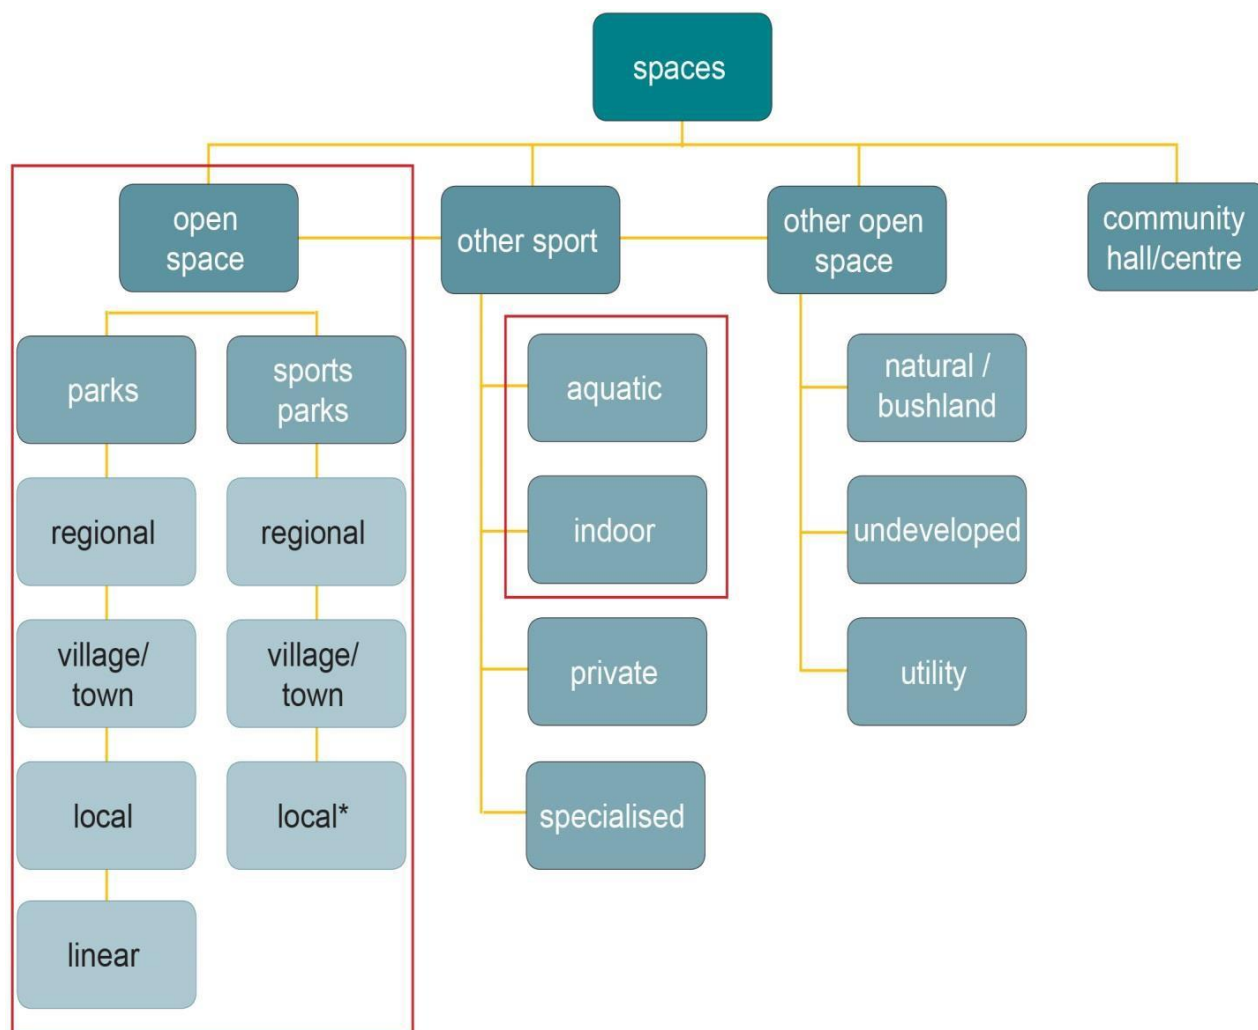 spaces
open
space
other sport
other open
space
community
hall/centre
parks
sports
parks
aquatic
natural /
bushland
regional
regional
indoor
undeveloped
village/
town
village/
town
private
utility
local
local*
specialised
linear